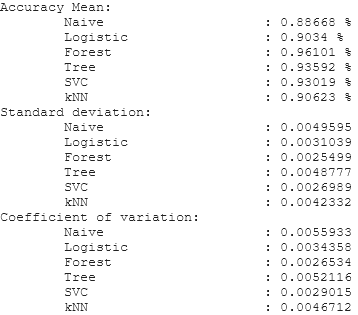 Accuracy Mean:
Naive : 0.88668 %
Logistic : 0.9034 %
Forest : 0.96101 %
Tree : 0.93592 %
SVC : 0.93019 %
kNN : 0.90623 %
Standard deviation:
Naive : 0.0049595
Logistic : 0.0031039
Forest : 0.0025499
Tree : 0.0048777
SVC : 0.0026989
kNN : 0.0042332
Coefficient of variation:
Naive : 0.0055933
Logistic : 0.0034358
Forest : 0.0026534
Tree : 0.0052116
SVC : 0.0029015
kNN : 0.0046712